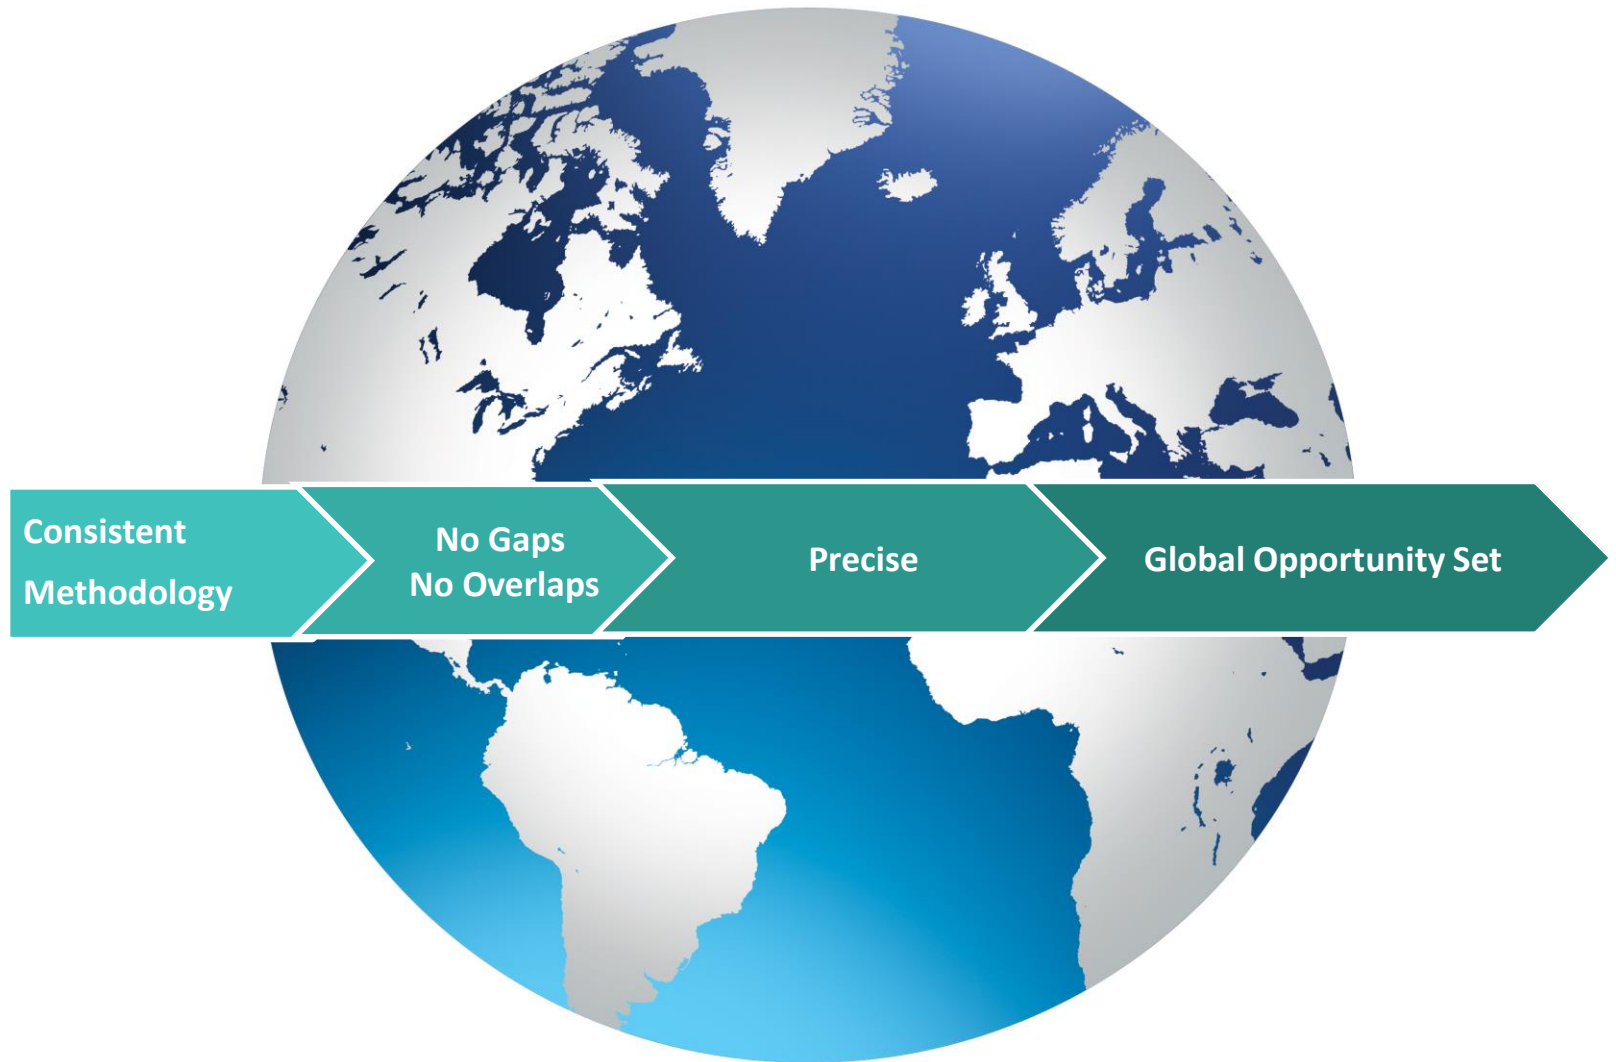 Consistent
Methodology
No Gaps
No Overlaps
Precise
Global Opportunity Set